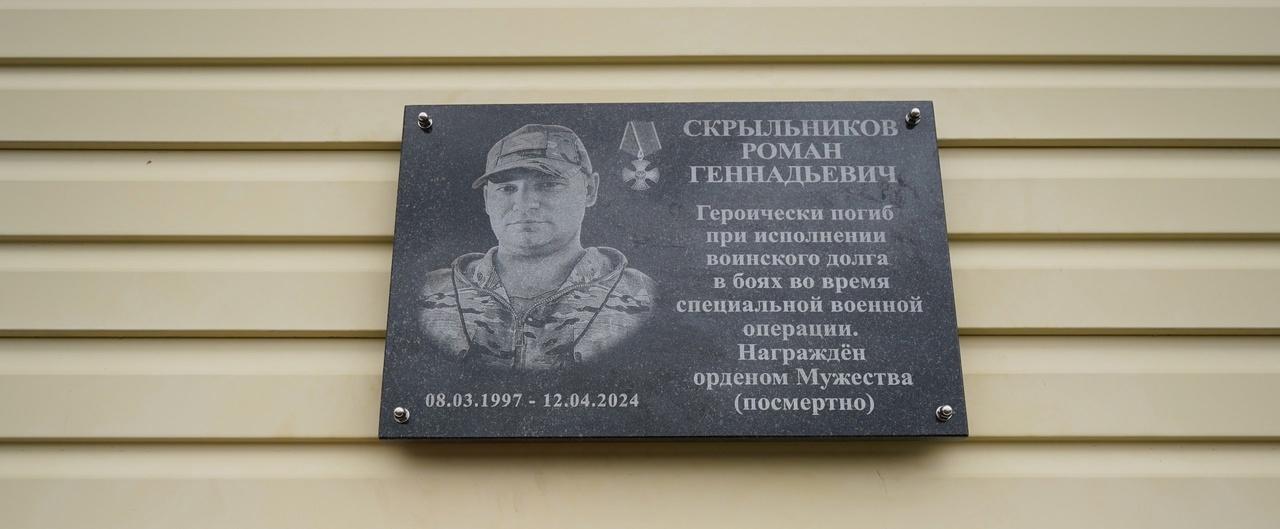 СКРЫЛЬНИКОВ
РОМАН
ГЕННАДЬЕВИЧ
Героически погиб
при исполнении
воинского долга
в боях во время
специальной военной
операции.
Награждён
орденом Мужества
(посмертно)
08.03.1997 - 12.04.2024